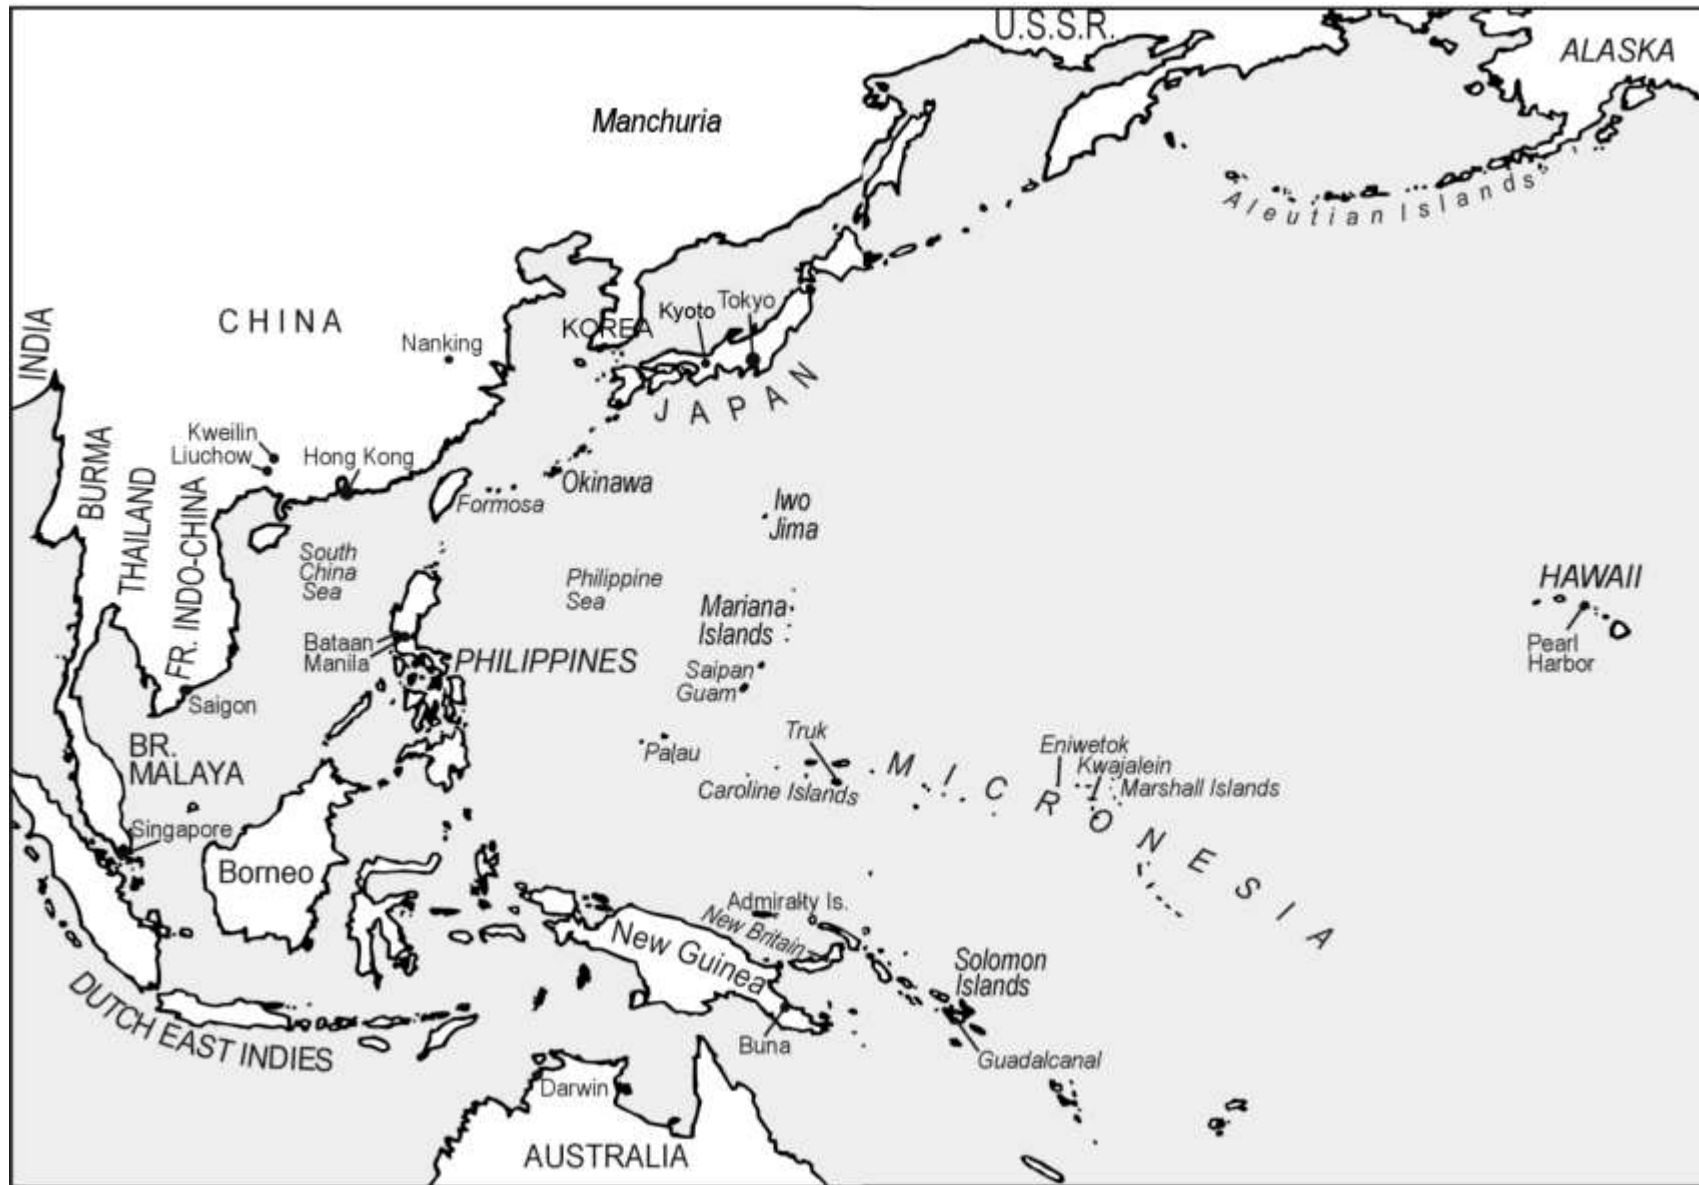 U.S.S.R.
ALASKA
Manchuria
Aleutian Islands
INDIA
CHINA
Nanking
KOREA
Kyoto
Tokyo
JAPAN
BURMA
THAILAND
FR. INDO-CHINA
Kweilin
Liuchow
Hong Kong
Formosa
Okinawa
Iwo
Jima
South
China
Sea
Philippine
Sea
Mariana
Islands
HAWAII
Pearl
Harbor
Bataan
Manila
PHILIPPINES
Saipan
Guam
Saigon
BR.
MALAYA
Palau
Truk
Caroline Islands
MICRONESIA
Eniwetok
Kwajalein
Marshall Islands
Singapore
Borneo
Admiralty Is.
New Britain
New Guinea
Solomon
Islands
DUTCH EAST INDIES
Buna
Guadalcanal
Darwin
AUSTRALIA